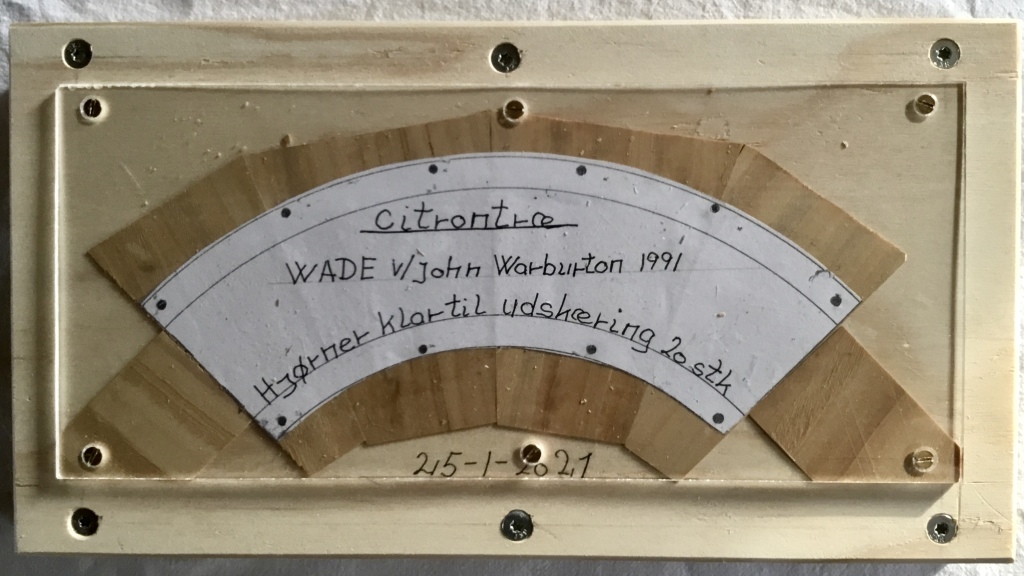 citrontræ
WADE v/john Warburton 1991
Hjørner klar til udskæring 20 stk
25-1-2021